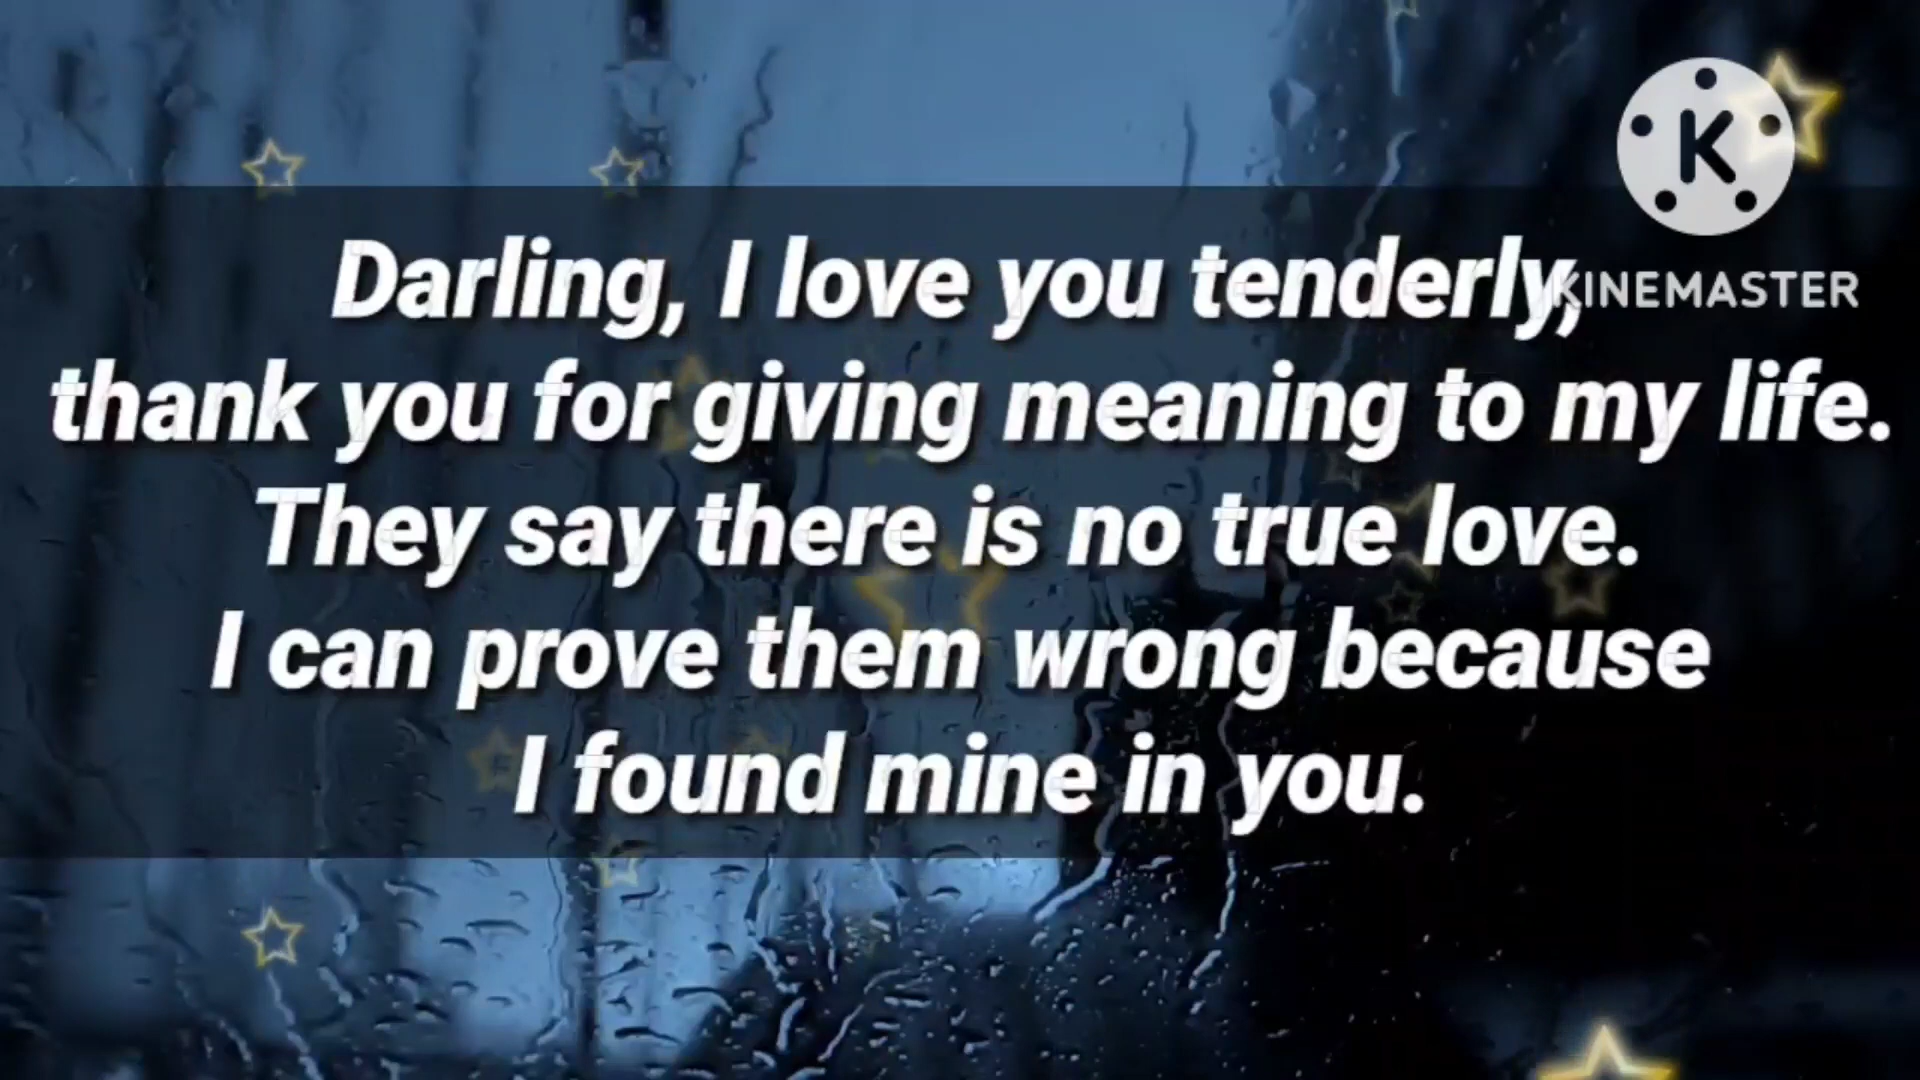 K
KINEMASTER
Darling, I love you tenderly,
thank you for giving meaning to my life.
They say there is no true love.
I can prove them wrong because
I found mine in you.